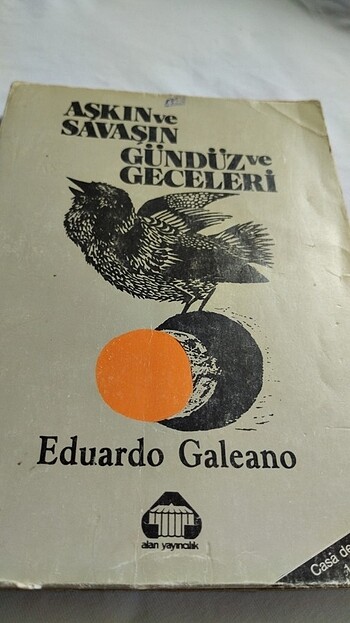 AŞKIN ve
SAVAŞIN
GÜNDÜZ ve
GECELERİ
Eduardo Galeano
alan yayıncılık
Casa de